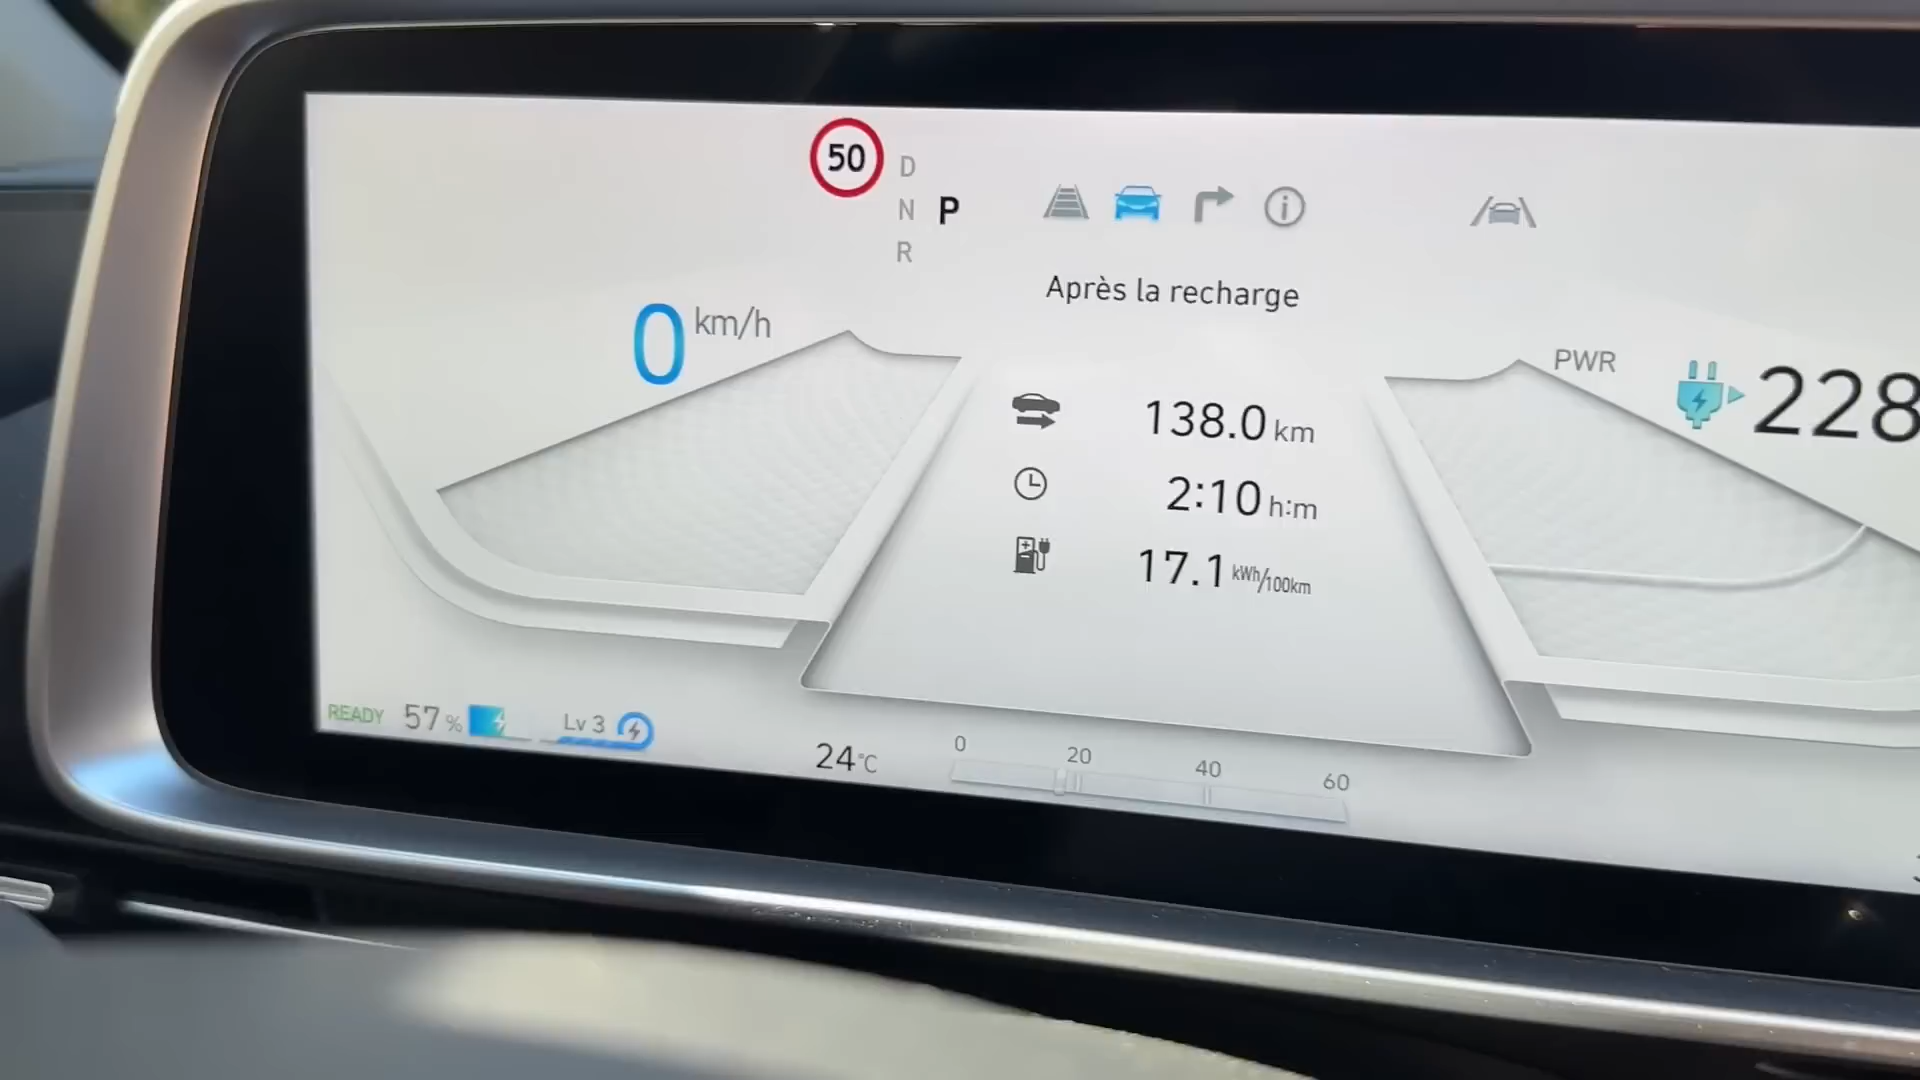 50
D
N P
R
Après la recharge
0 km/h
PWR
228
138.0 km
2:10 h:m
17.1 kWh/100km
READY 57 % Lv 3
24°C
0 20 40 60